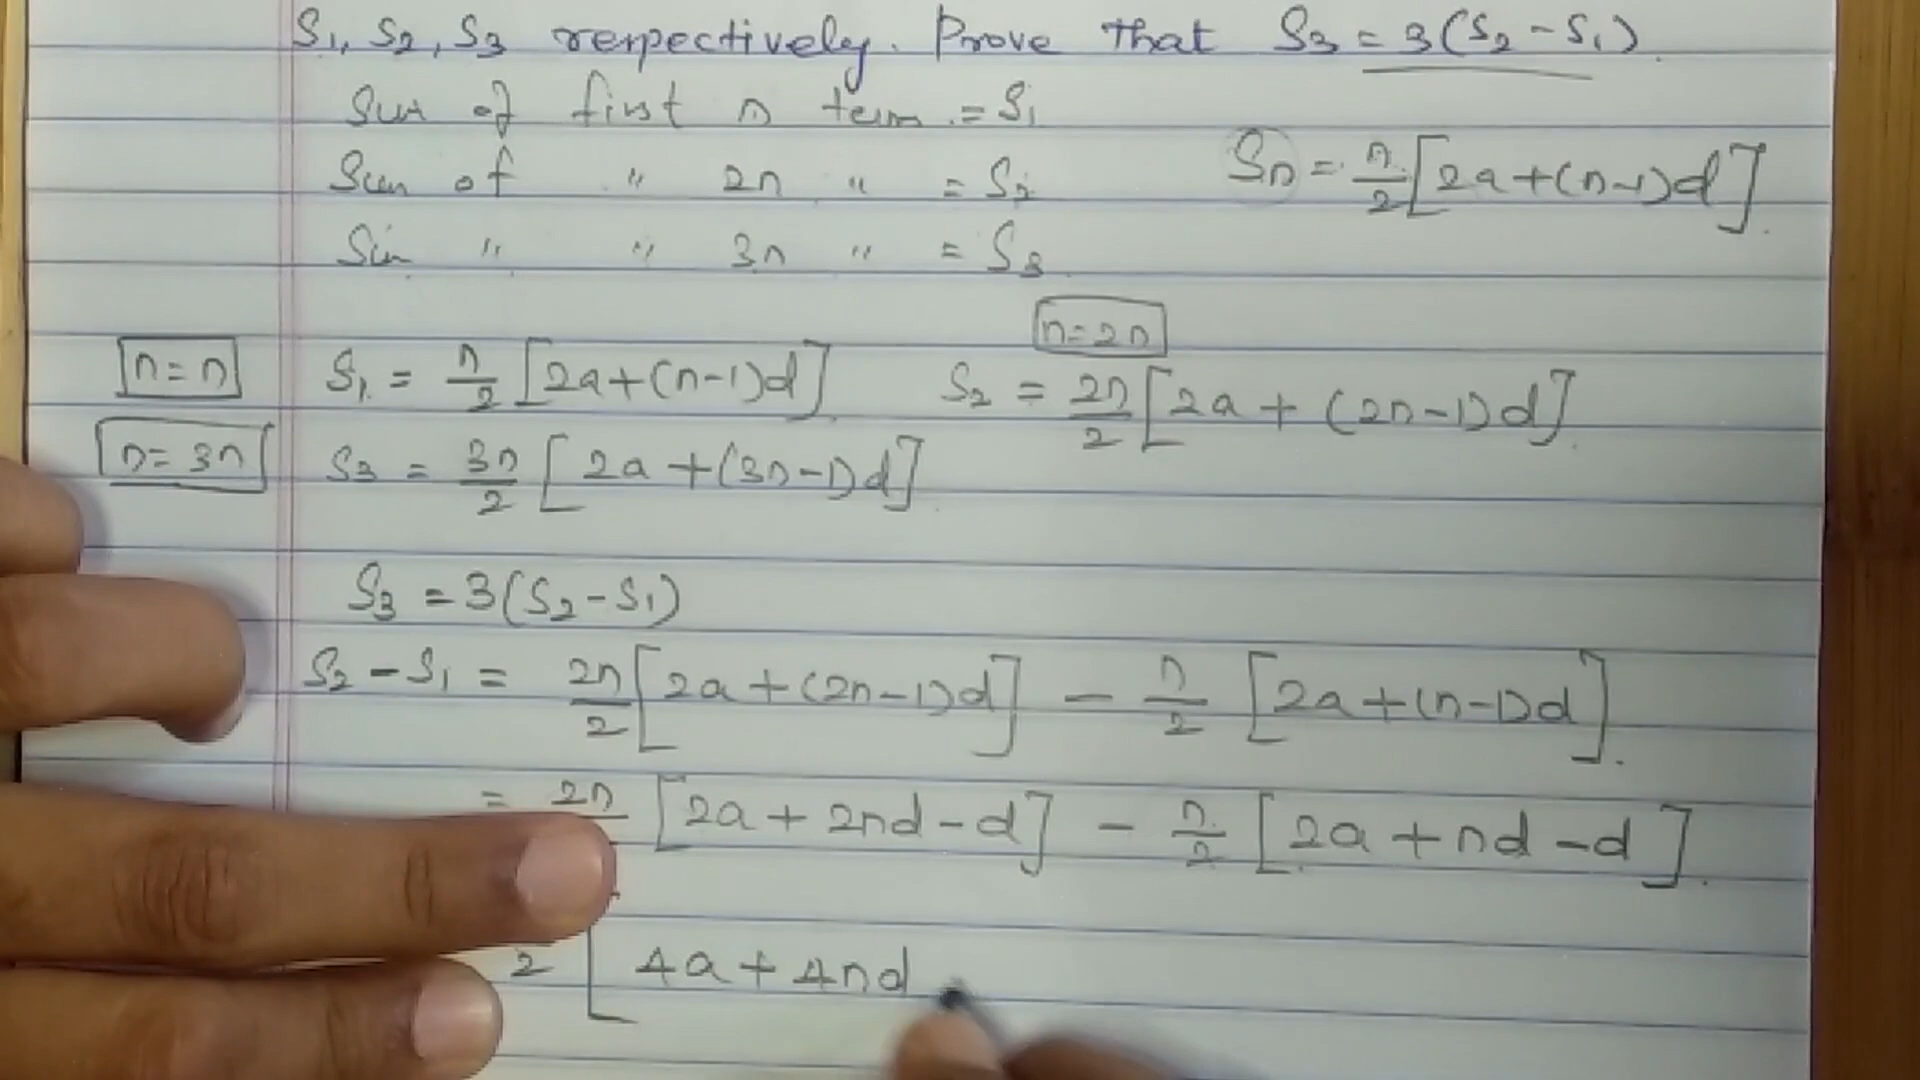 S₁, S₂, S₃ respectively. Prove that S₃ = 3(S₂ - S₁).
Sum of first n term = S₁
Sum of " 2n " = S₂
Sn = n/2 [2a + (n-1)d]
Sum " " 3n " = S₃
n = 2n
n = n S₁ = n/2 [2a + (n-1)d] S₂ = 2n/2 [2a + (2n-1)d]
n = 3n S₃ = 3n/2 [2a + (3n-1)d]
S₃ = 3(S₂ - S₁)
S₂ - S₁ = 2n/2 [2a + (2n-1)d] - n/2 [2a + (n-1)d]
= 2n [2a + 2nd - d] - n/2 [2a + nd - d]
2 [4a + 4nd